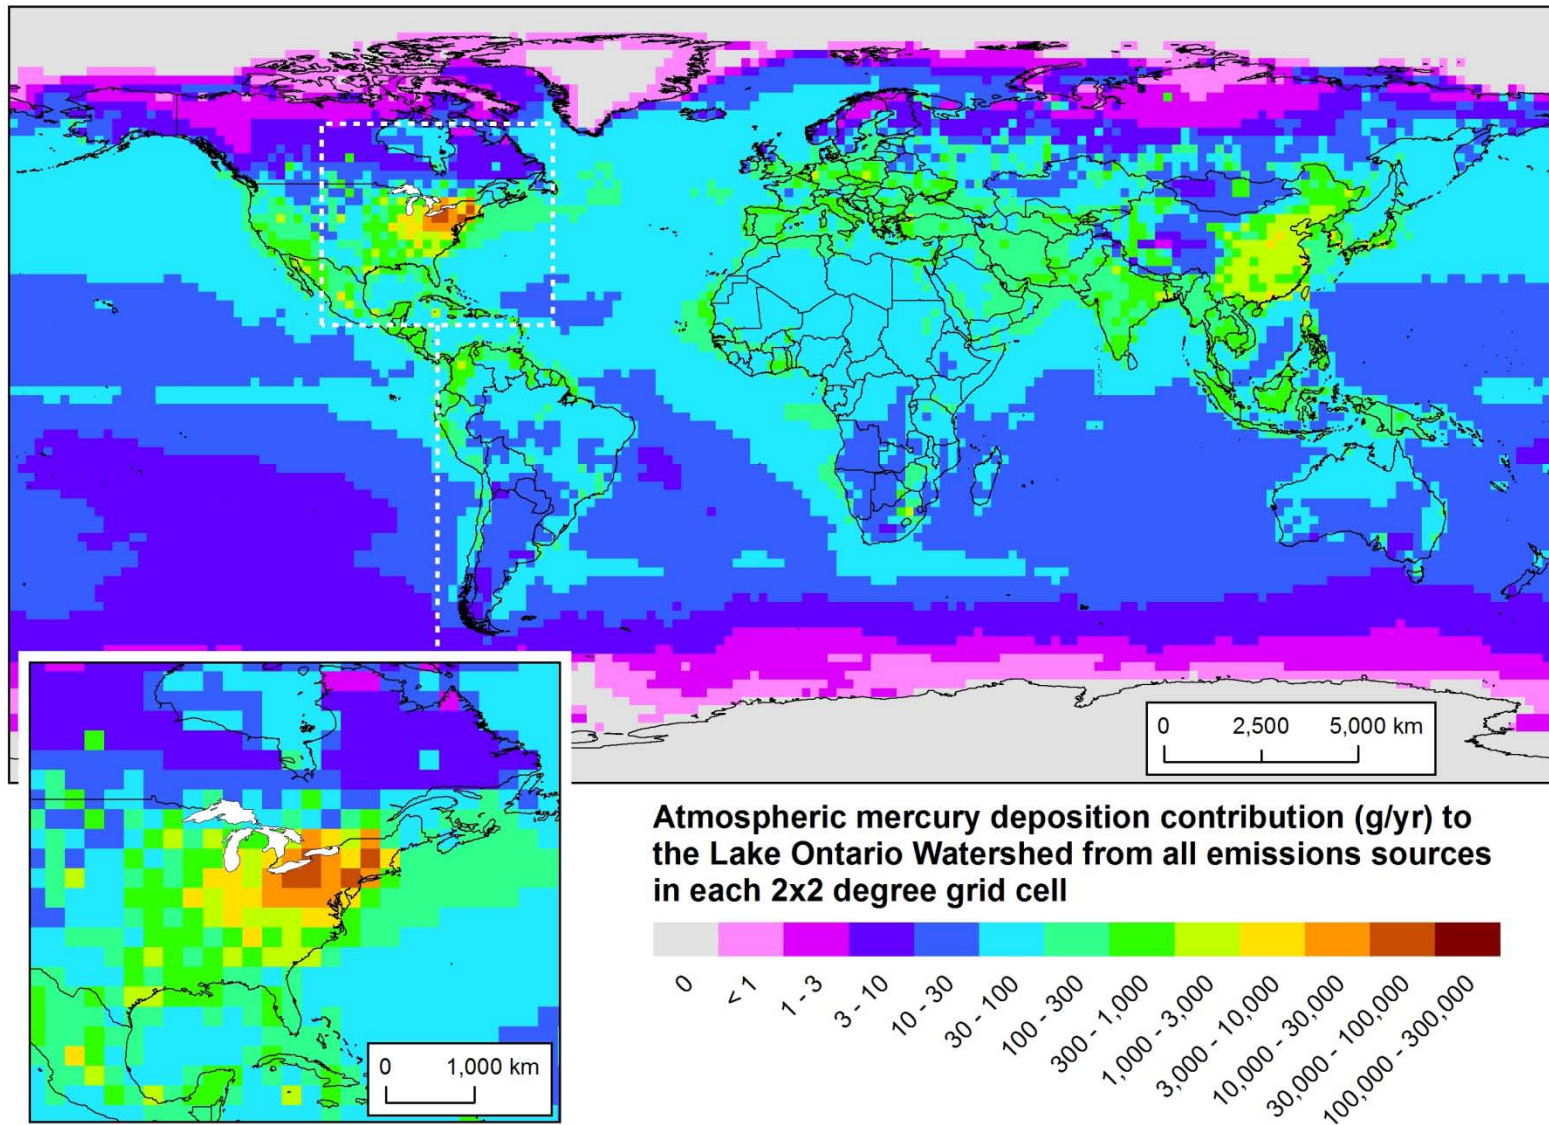 0 2,500 5,000 km
0 1,000 km
Atmospheric mercury deposition contribution (g/yr) to
the Lake Ontario Watershed from all emissions sources
in each 2x2 degree grid cell
0
< 1
1 - 3
3 - 10
10 - 30
30 - 100
100 - 300
300 - 1,000
1,000 - 3,000
3,000 - 10,000
10,000 - 30,000
30,000 - 100,000
100,000 - 300,000